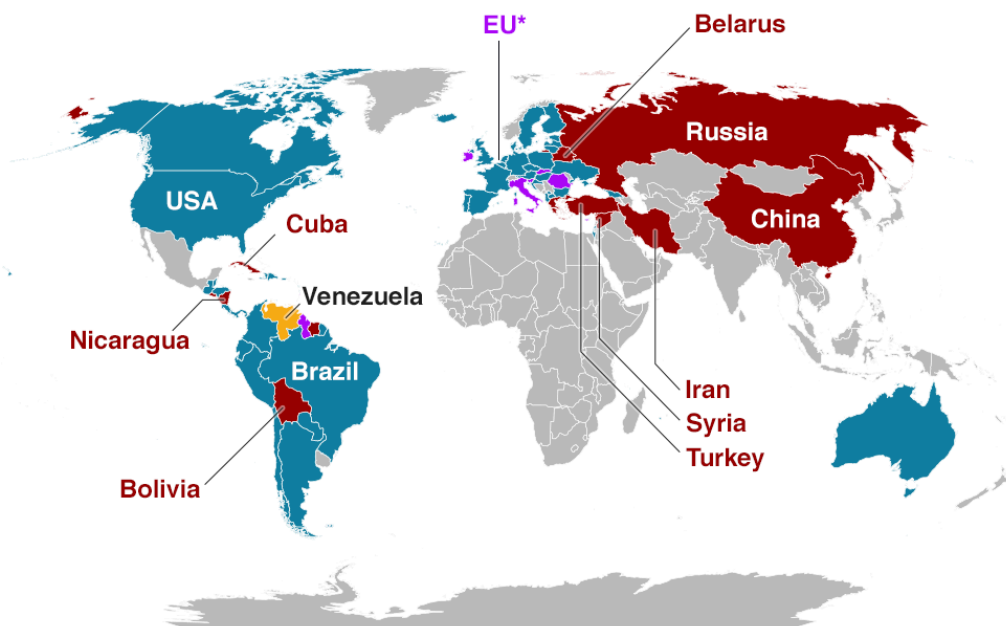 EU*
Belarus
Russia
USA
China
Cuba
Venezuela
Nicaragua
Brazil
Iran
Syria
Turkey
Bolivia